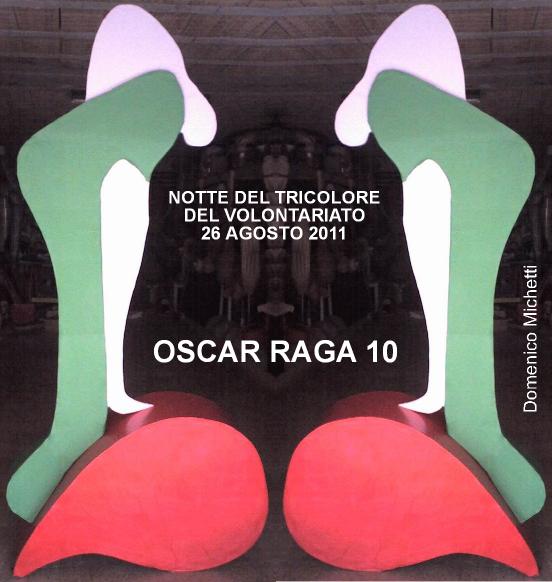 NOTTE DEL TRICOLORE
DEL VOLONTARIATO
26 AGOSTO 2011
OSCAR RAGA 10
Domenico Michetti